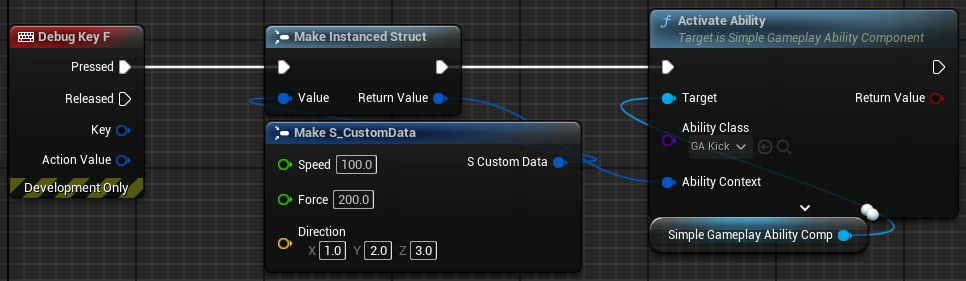 Debug Key F
Pressed
Released
Key
Action Value
Development Only
Make Instanced Struct
Value Return Value
Make S_CustomData
Speed 100.0 S Custom Data
Force 200.0
Direction
X 1.0 Y 2.0 Z 3.0
f Activate Ability
Target is Simple Gameplay Ability Component
Target Return Value
Ability Class
GA Kick
Ability Context
Simple Gameplay Ability Comp